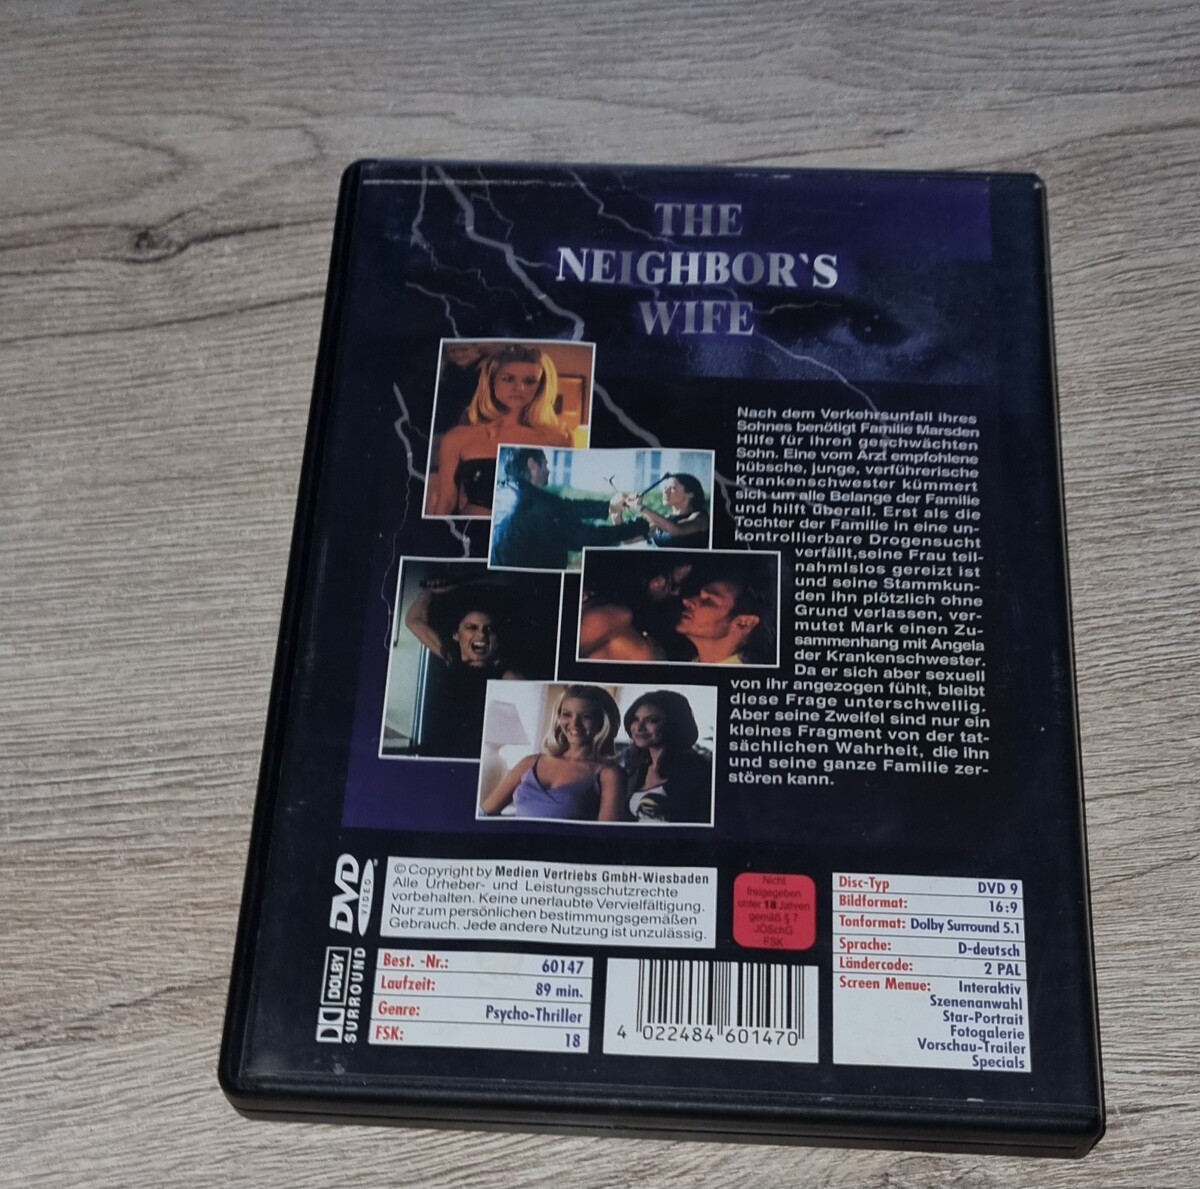 THE
NEIGHBOR`S
WIFE
Nach dem Verkehrsunfall ihres
Sohnes benötigt Familie Marsden
Hilfe für ihren geschwächten
Sohn. Eine vom Arzt empfohlene
hübsche, junge, verführerische
Krankenschwester kümmert
sich um alle Belange der Familie
und hilft überall. Erst als die
Tochter der Familie in eine un-
kontrollierbare Drogensucht
verfällt,seine Frau teil-
nahmlslos gereizt ist
und seine Stammkun-
den ihn plötzlich ohne
Grund verlassen, ver-
mutet Mark einen Zu-
sammenhang mit Angela
der Krankenschwester.
Da er sich aber sexuell
von ihr angezogen fühlt, bleibt
diese Frage unterschwellig.
Aber seine Zweifel sind nur ein
kleines Fragment von der tat-
sächlichen Wahrheit, die ihn
und seine ganze Familie zer-
stören kann.
DVD
VIDEO
DOLBY
SURROUND
© Copyright by Medien Vertriebs GmbH-Wiesbaden
Alle Urheber- und Leistungsschutzrechte
vorbehalten. Keine unerlaubte Vervielfältigung.
Nur zum persönlichen bestimmungsgemäßen
Gebrauch. Jede andere Nutzung ist unzulässig.
Nicht
freigegeben
unter 18 Jahren
gemäß § 7
JÖSchG
FSK
Best. -Nr.: 60147
Laufzeit: 89 min.
Genre: Psycho-Thriller
FSK: 18
4 022484 601470
Disc-Typ DVD 9
Bildformat: 16:9
Tonformat: Dolby Surround 5.1
Sprache: D-deutsch
Ländercode: 2 PAL
Screen Menue: Interaktiv
Szenenanwahl
Star-Portrait
Fotogalerie
Vorschau-Trailer
Specials